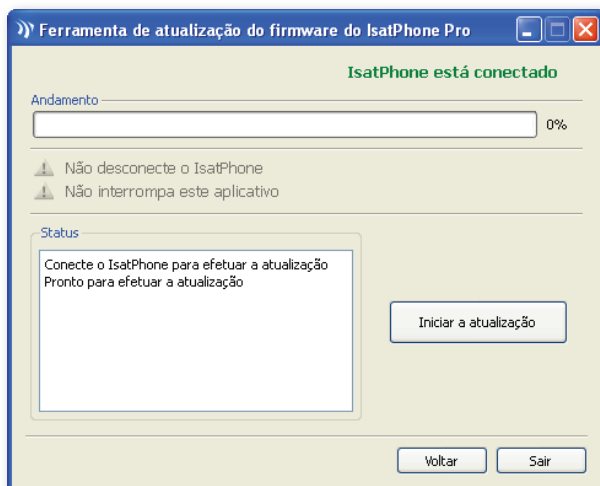 Ferramenta de atualização do firmware do IsatPhone Pro
IsatPhone está conectado
Andamento
0%
Não desconecte o IsatPhone
Não interrompa este aplicativo
Status
Conecte o IsatPhone para efetuar a atualização
Pronto para efetuar a atualização
Iniciar a atualização
Voltar
Sair